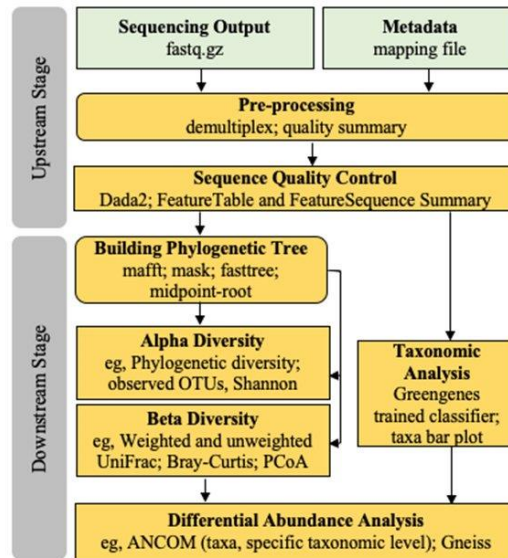 Upstream Stage
Sequencing Output
fastq.gz
Metadata
mapping file
Pre-processing
demultiplex; quality summary
Sequence Quality Control
Dada2; FeatureTable and FeatureSequence Summary
Downstream Stage
Building Phylogenetic Tree
mafft; mask; fasttree;
midpoint-root
Alpha Diversity
eg, Phylogenetic diversity;
observed OTUs, Shannon
Beta Diversity
eg, Weighted and unweighted
UniFrac; Bray-Curtis; PCoA
Taxonomic
Analysis
Greengenes
trained classifier;
taxa bar plot
Differential Abundance Analysis
eg, ANCOM (taxa, specific taxonomic level); Gneiss